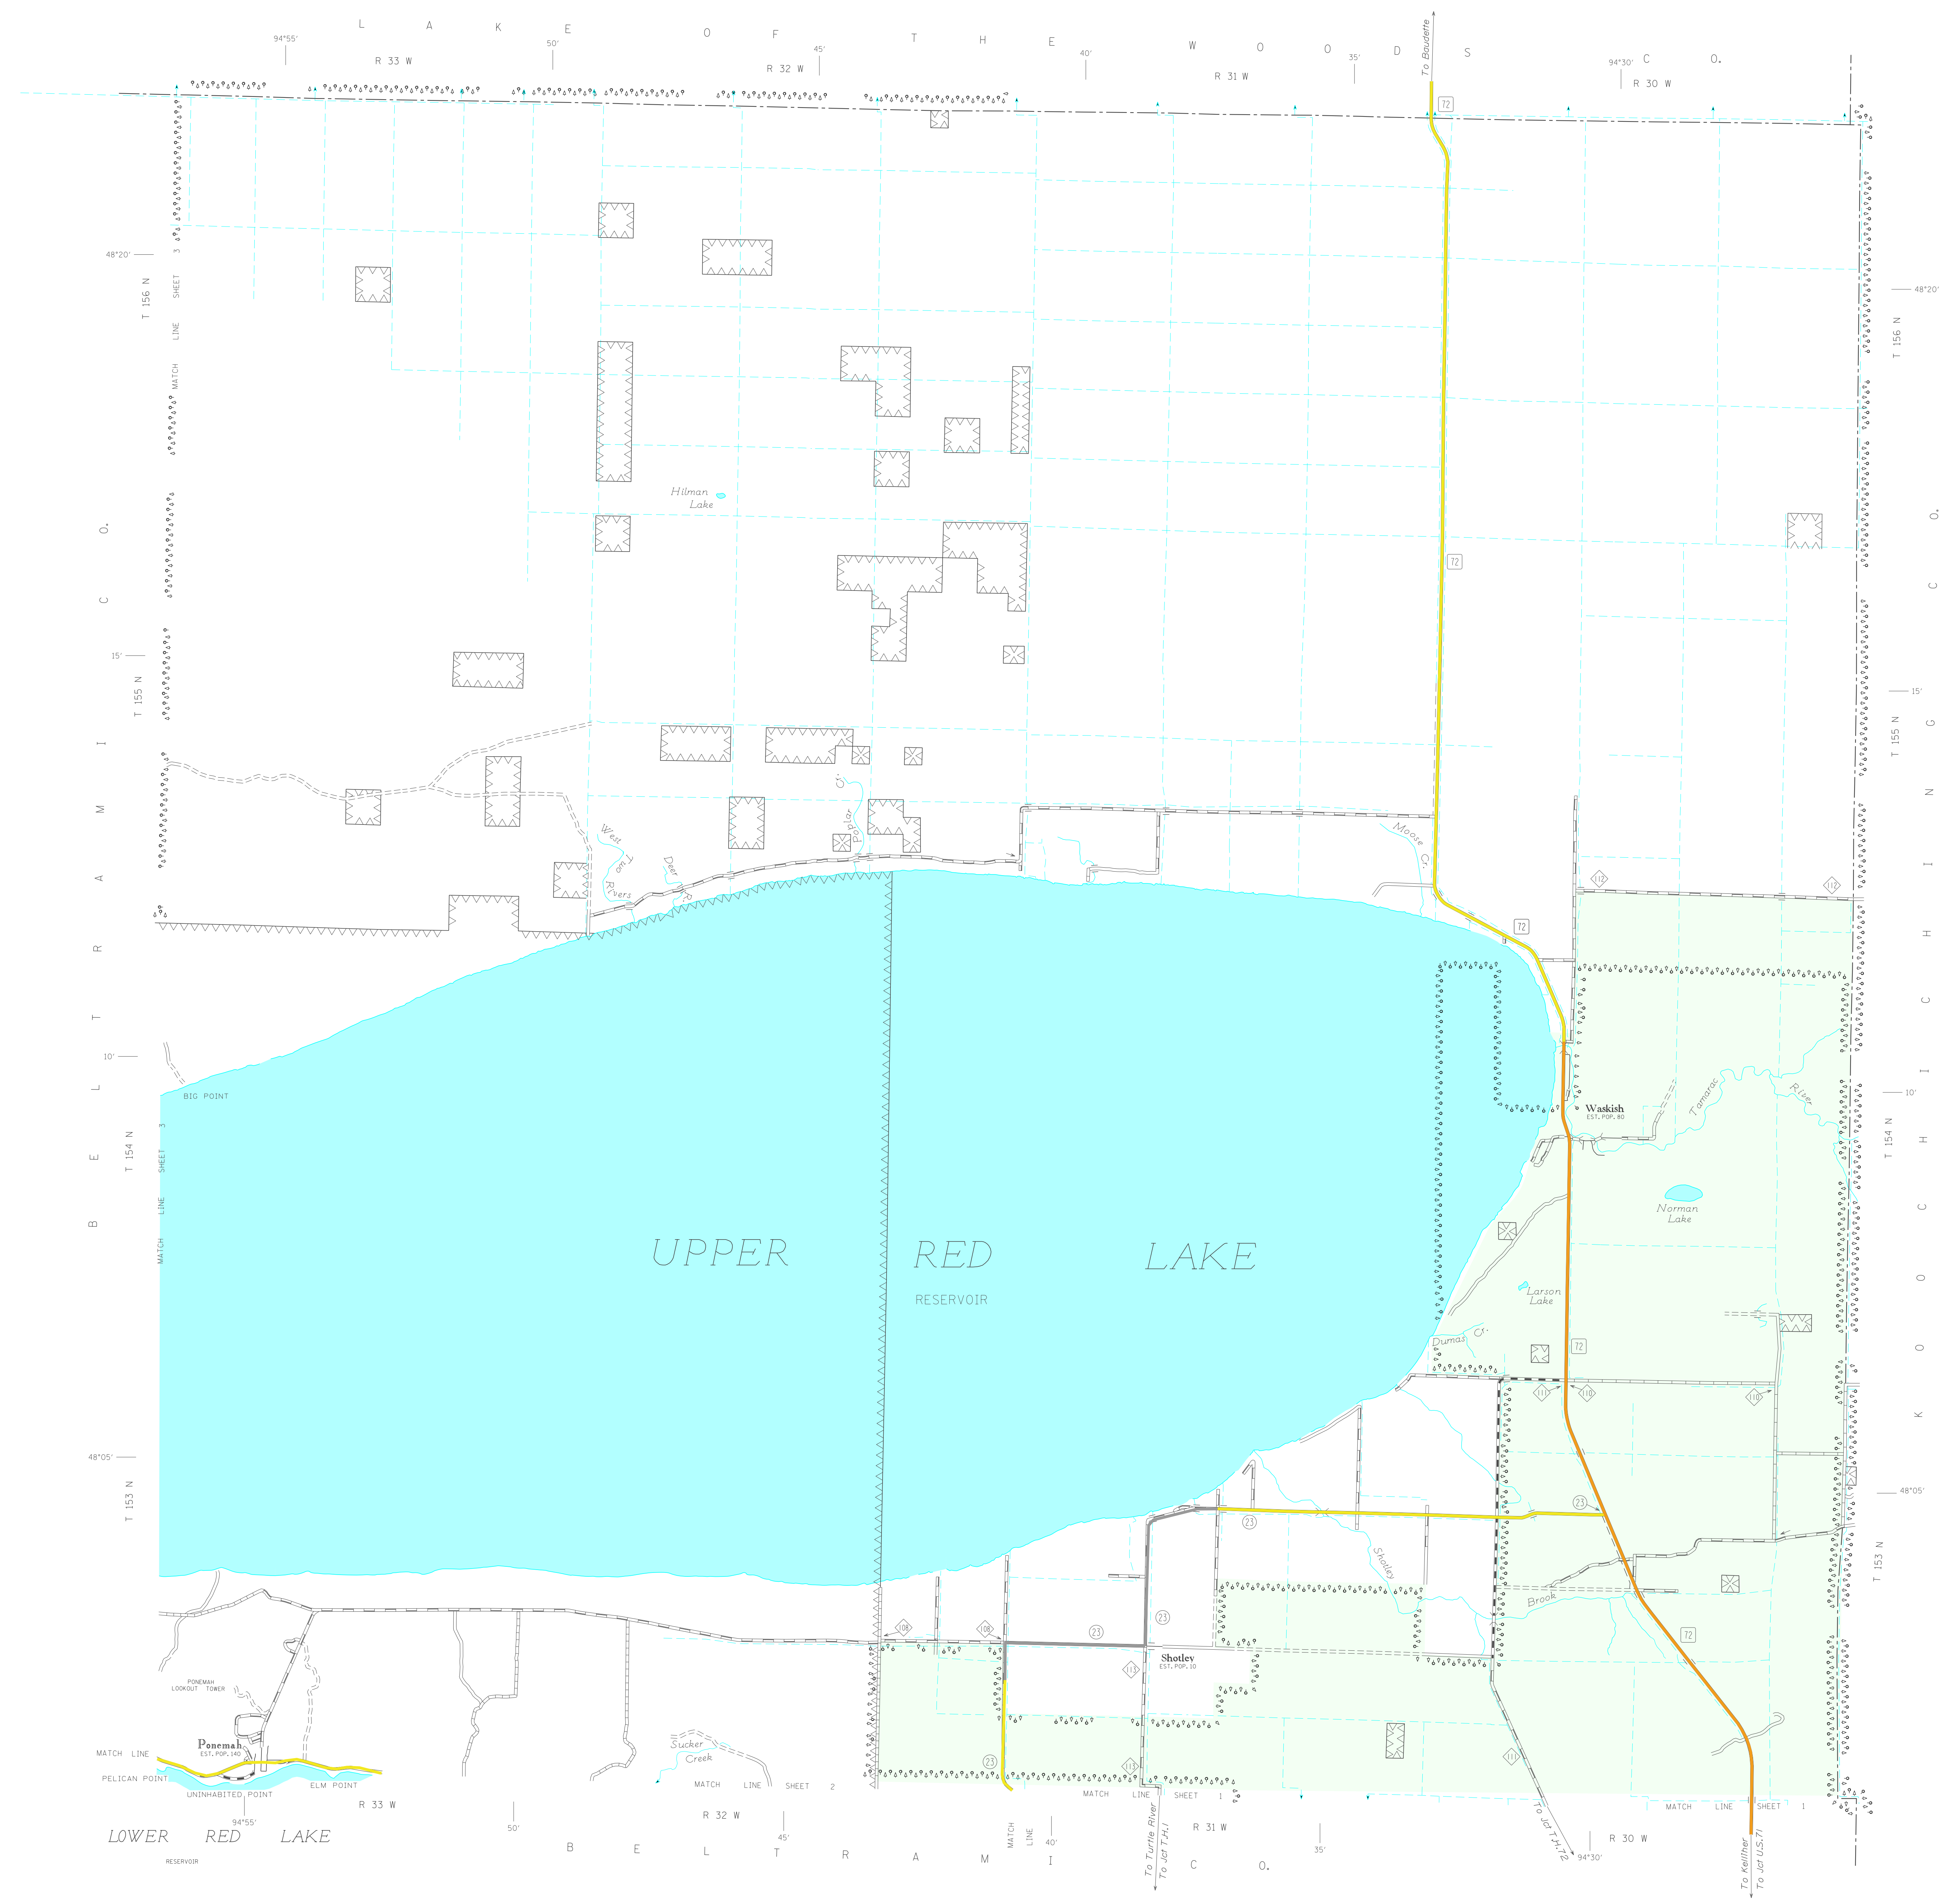 L A K E O F T H E W O O D S C O.
To Baudette
94°55'
50'
45'
40'
35'
94°30'
R 33 W
R 32 W
R 31 W
R 30 W
72
48°20'
48°20'
T 156 N
T 156 N
MATCH LINE SHEET 3
B E L T R A M I C O.
K O O C H I C H I N G C O.
Hilman
Lake
72
15'
15'
T 155 N
T 155 N
West
Two
Rivers
Deer
R.
Poplar
Cr.
Moose
Cr.
112
112
72
10'
10'
BIG POINT
T 154 N
T 154 N
MATCH LINE SHEET 3
Waskish
EST. POP. 80
Tamarac
River
Norman
Lake
UPPER RED LAKE
RESERVOIR
Larson
Lake
Dumas Cr.
72
111
110
110
48°05'
48°05'
T 153 N
T 153 N
23
23
Shotley
Brook
108
108
23
23
72
Shotley
EST. POP. 10
113
PONEMAH
LOOKOUT TOWER
Ponemah
EST. POP. 140
Sucker
Creek
23
113
111
MATCH LINE
PELICAN POINT
ELM POINT
UNINHABITED POINT
MATCH LINE SHEET 2
MATCH LINE SHEET 1
MATCH LINE SHEET 1
MATCH LINE
R 33 W
R 32 W
R 31 W
R 30 W
94°55'
50'
45'
40'
35'
94°30'
LOWER RED LAKE
RESERVOIR
B E L T R A M I C O.
To Turtle River
To Jct T.H.1
To Jct T.H.72
To Kelliher
To Jct U.S.71